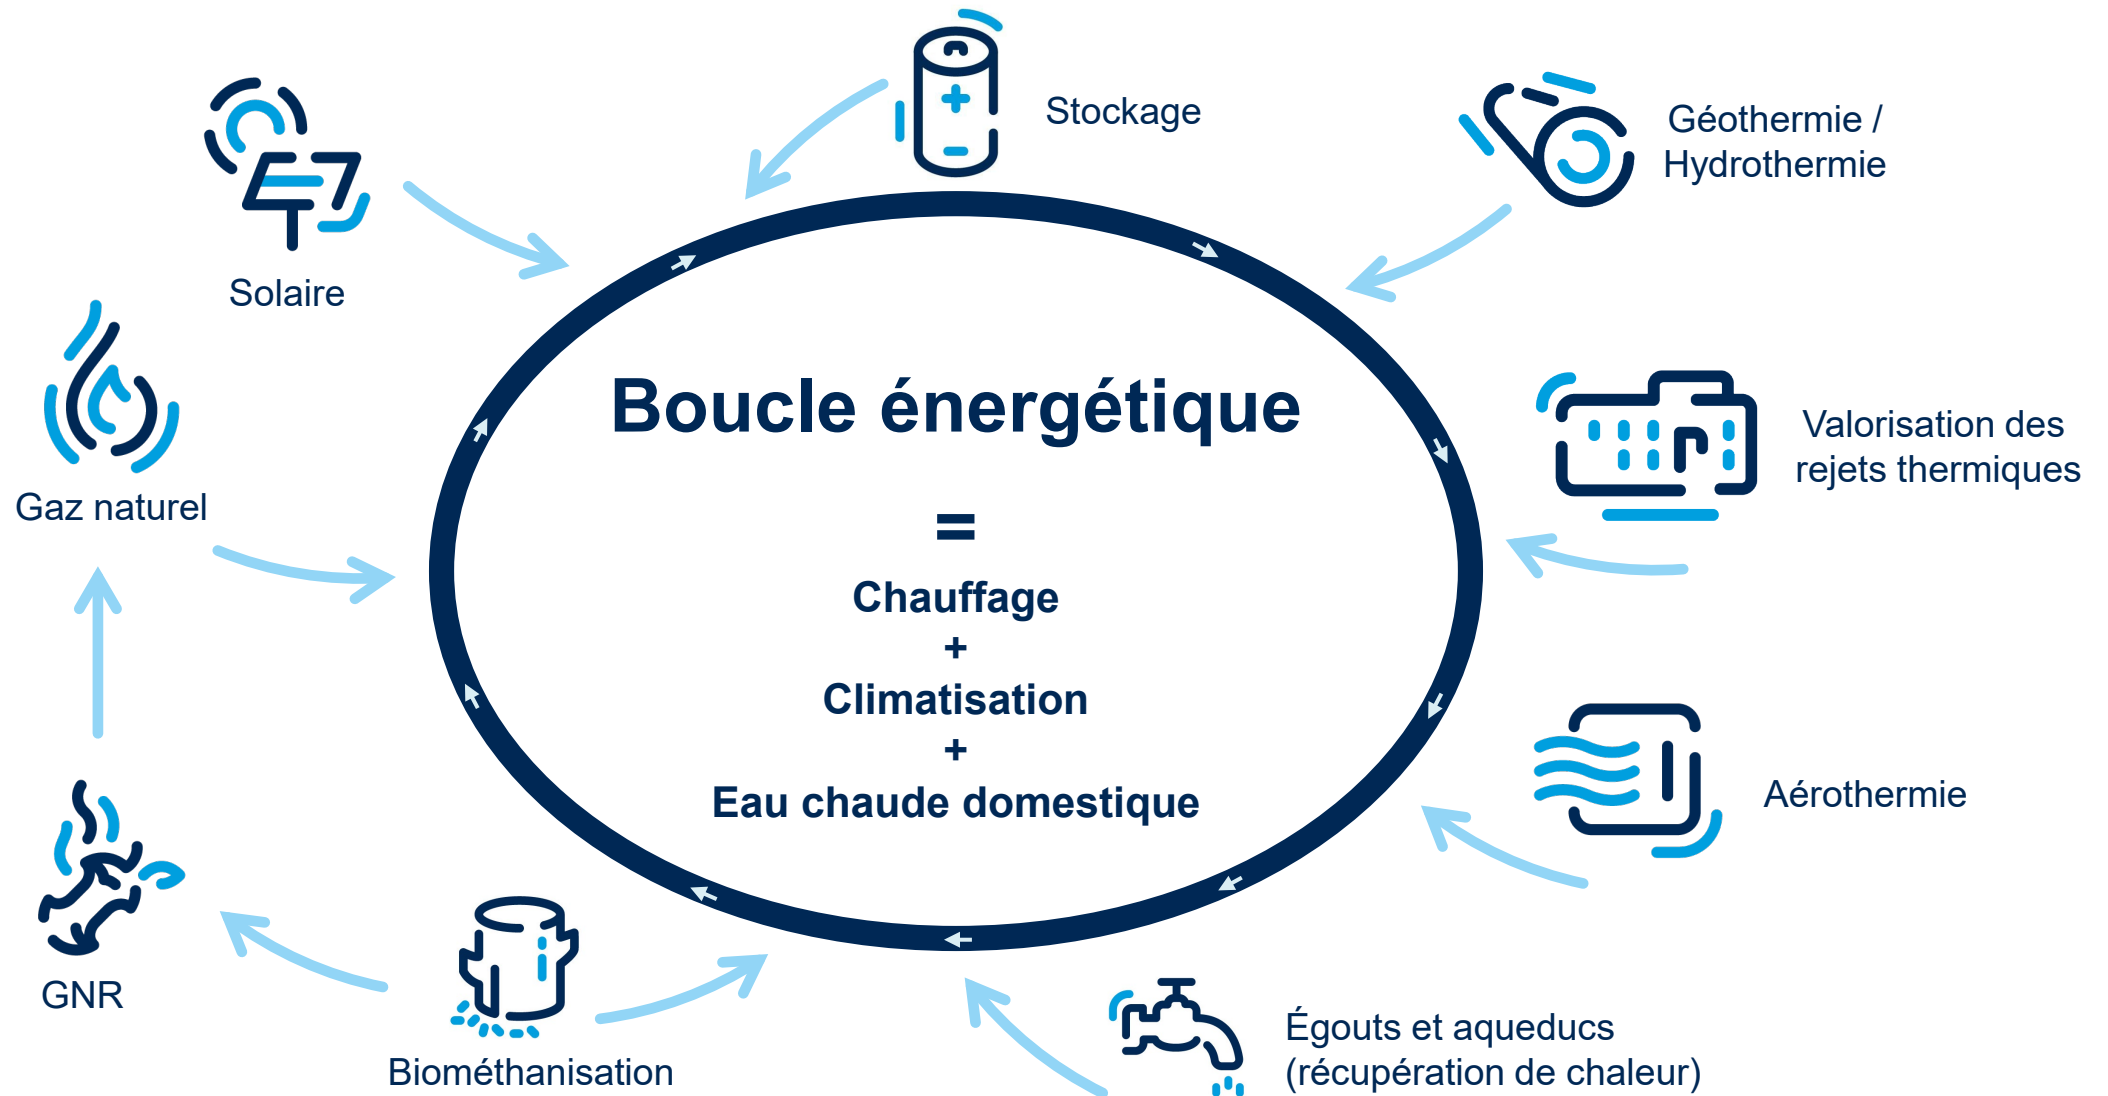 Stockage
Géothermie /
Hydrothermie
Solaire
Boucle énergétique
=
Chauffage
+
Climatisation
+
Eau chaude domestique
Valorisation des
rejets thermiques
Gaz naturel
Aérothermie
GNR
Biométhanisation
Égouts et aqueducs
(récupération de chaleur)